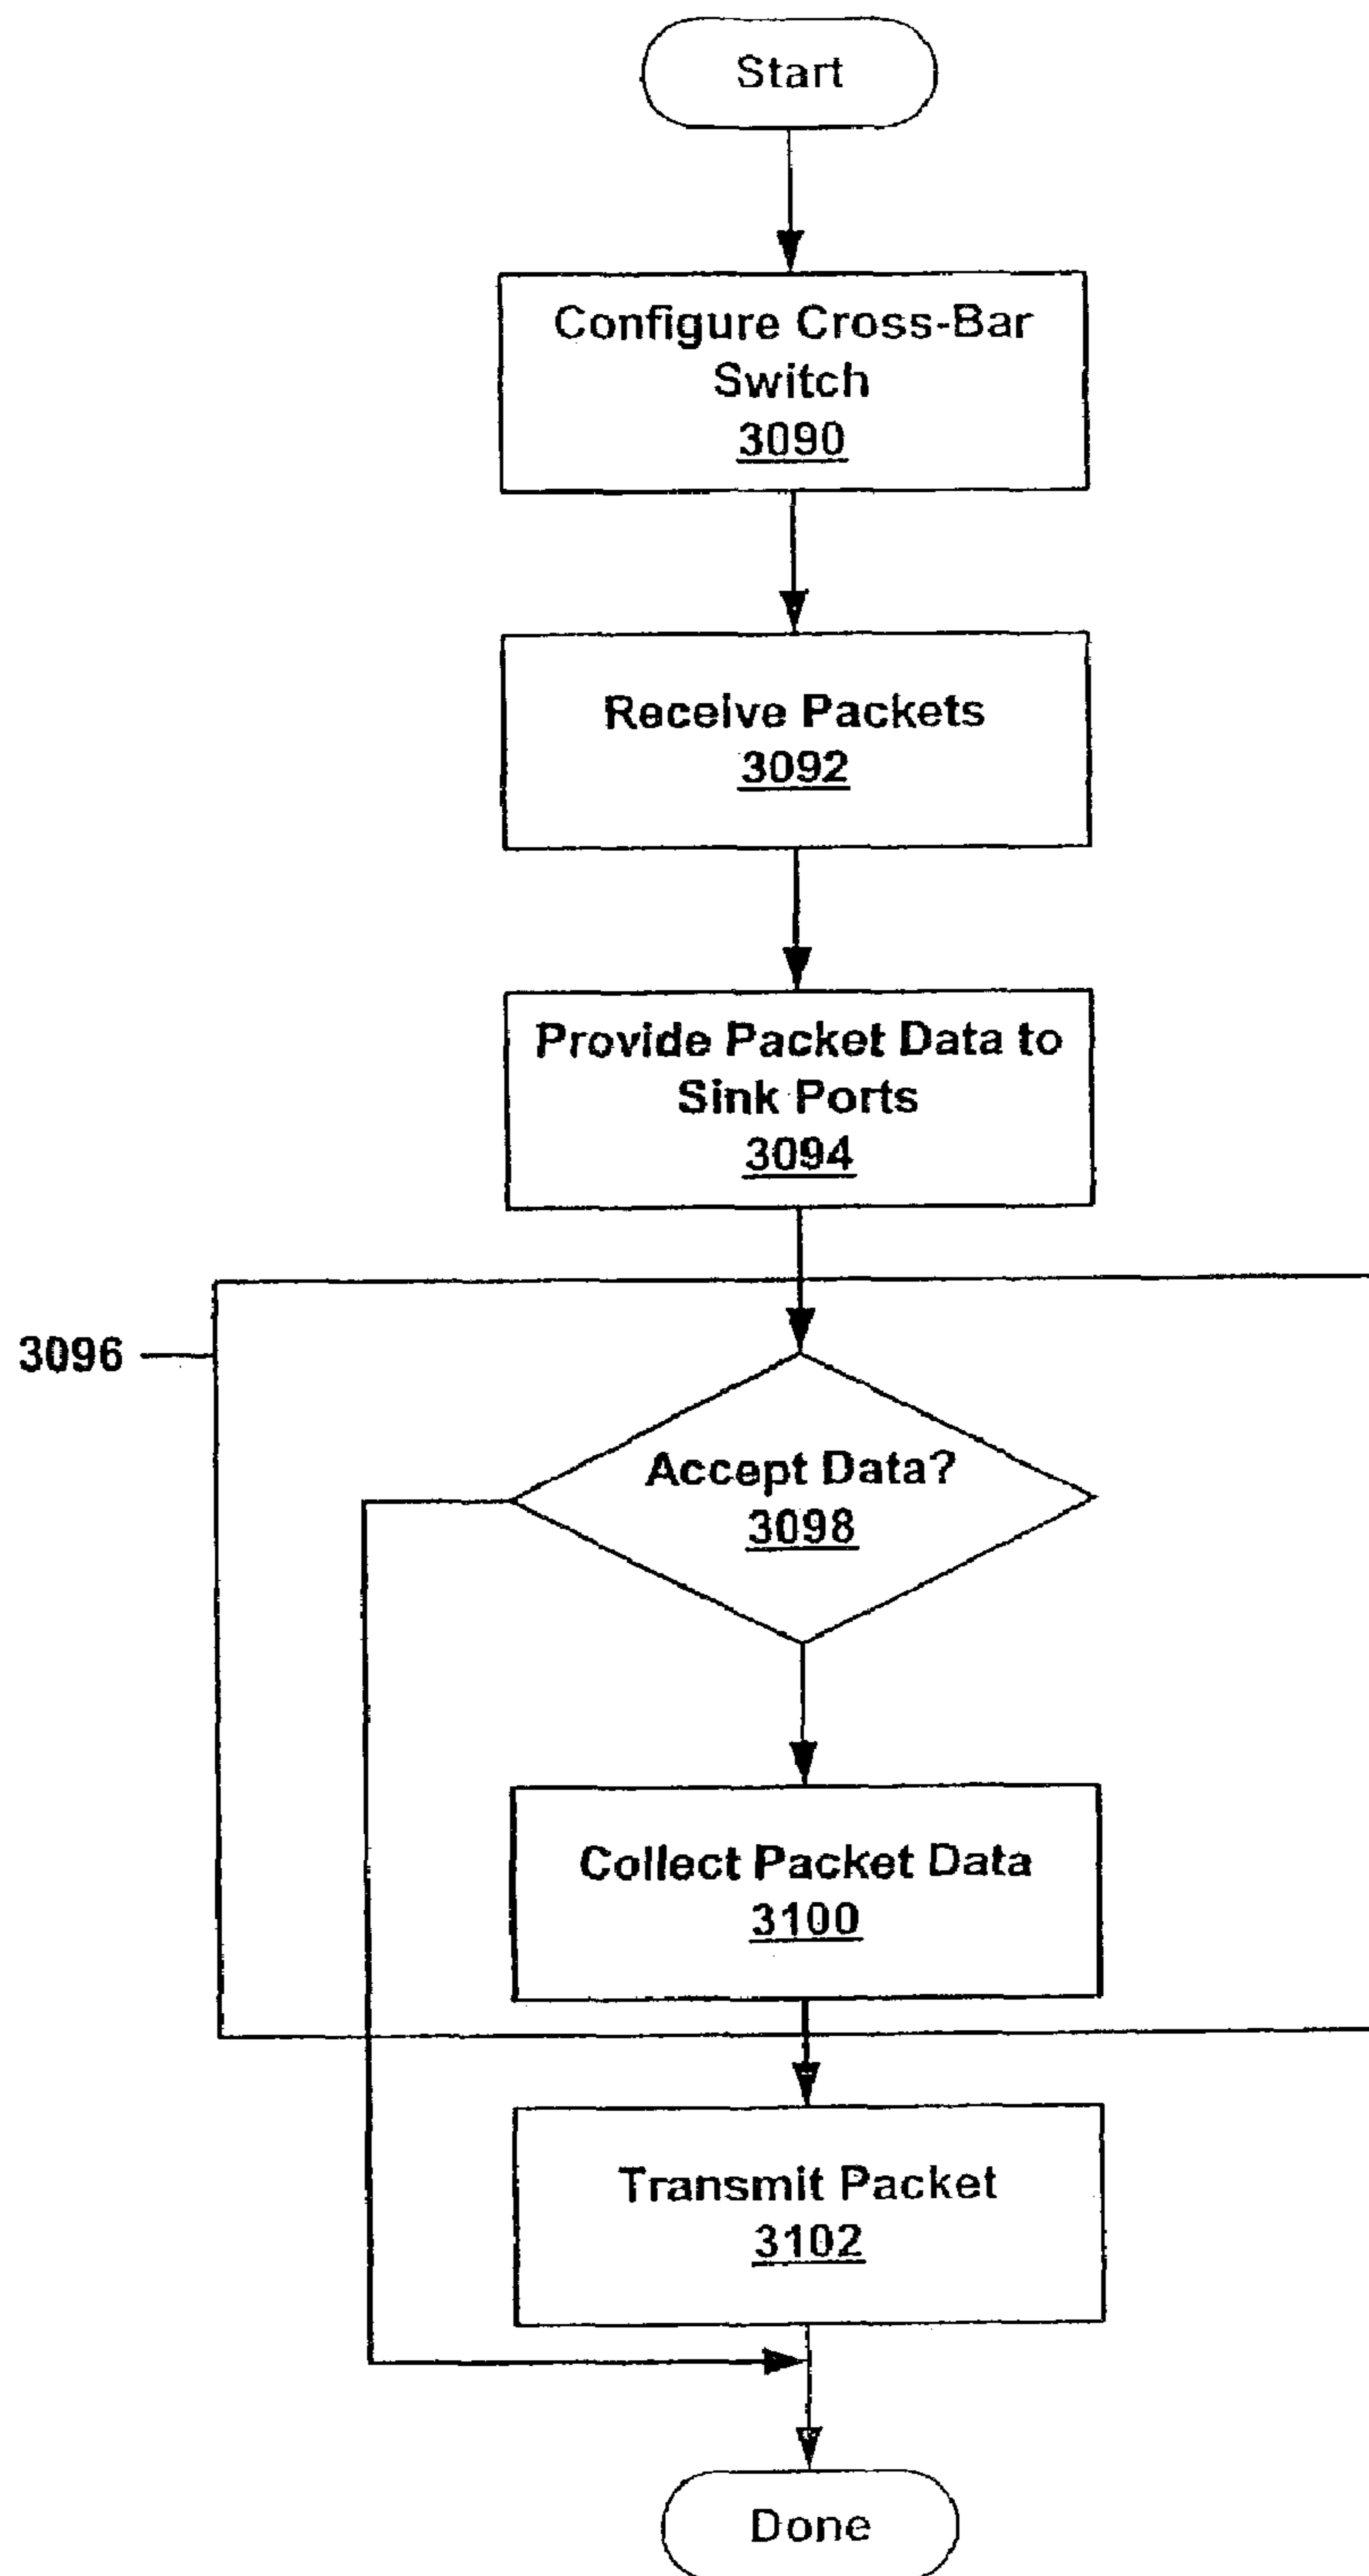 Start
Configure Cross-Bar
Switch
3090
Receive Packets
3092
Provide Packet Data to
Sink Ports
3094
3096
Accept Data?
3098
Collect Packet Data
3100
Transmit Packet
3102
Done